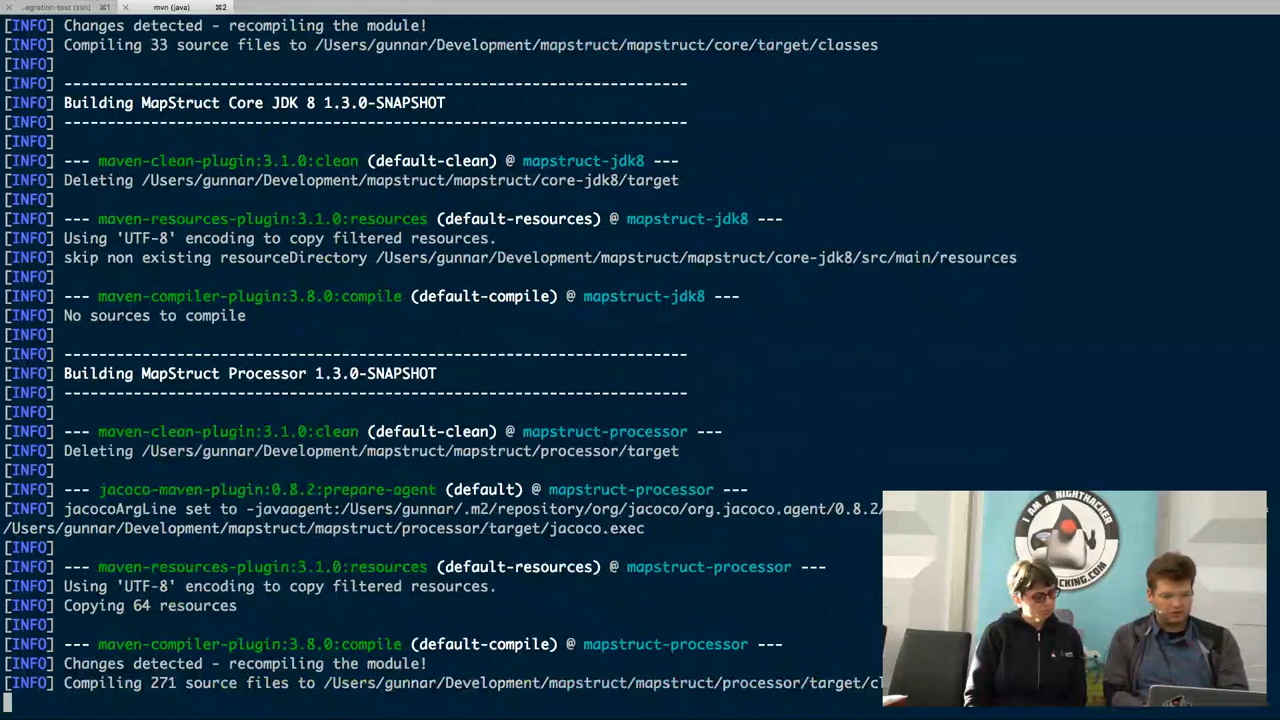 ..ogration-test (zsn) ⌘1 mvn (java) ⌘2
[INFO] Changes detected - recompiling the module!
[INFO] Compiling 33 source files to /Users/gunnar/Development/mapstruct/mapstruct/core/target/classes
[INFO]
[INFO] ------------------------------------------------------------------------
[INFO] Building MapStruct Core JDK 8 1.3.0-SNAPSHOT
[INFO] ------------------------------------------------------------------------
[INFO]
[INFO] --- maven-clean-plugin:3.1.0:clean (default-clean) @ mapstruct-jdk8 ---
[INFO] Deleting /Users/gunnar/Development/mapstruct/mapstruct/core-jdk8/target
[INFO]
[INFO] --- maven-resources-plugin:3.1.0:resources (default-resources) @ mapstruct-jdk8 ---
[INFO] Using 'UTF-8' encoding to copy filtered resources.
[INFO] skip non existing resourceDirectory /Users/gunnar/Development/mapstruct/mapstruct/core-jdk8/src/main/resources
[INFO]
[INFO] --- maven-compiler-plugin:3.8.0:compile (default-compile) @ mapstruct-jdk8 ---
[INFO] No sources to compile
[INFO]
[INFO] ------------------------------------------------------------------------
[INFO] Building MapStruct Processor 1.3.0-SNAPSHOT
[INFO] ------------------------------------------------------------------------
[INFO]
[INFO] --- maven-clean-plugin:3.1.0:clean (default-clean) @ mapstruct-processor ---
[INFO] Deleting /Users/gunnar/Development/mapstruct/mapstruct/processor/target
[INFO]
[INFO] --- jacoco-maven-plugin:0.8.2:prepare-agent (default) @ mapstruct-processor ---
[INFO] jacocoArgLine set to -javaagent:/Users/gunnar/.m2/repository/org/jacoco/org.jacoco.agent/0.8.2/
/Users/gunnar/Development/mapstruct/mapstruct/processor/target/jacoco.exec
[INFO]
[INFO] --- maven-resources-plugin:3.1.0:resources (default-resources) @ mapstruct-processor ---
[INFO] Using 'UTF-8' encoding to copy filtered resources.
[INFO] Copying 64 resources
[INFO]
[INFO] --- maven-compiler-plugin:3.8.0:compile (default-compile) @ mapstruct-processor ---
[INFO] Changes detected - recompiling the module!
[INFO] Compiling 271 source files to /Users/gunnar/Development/mapstruct/mapstruct/processor/target/cl
I AM A NIGHTHACKER
KING.COM